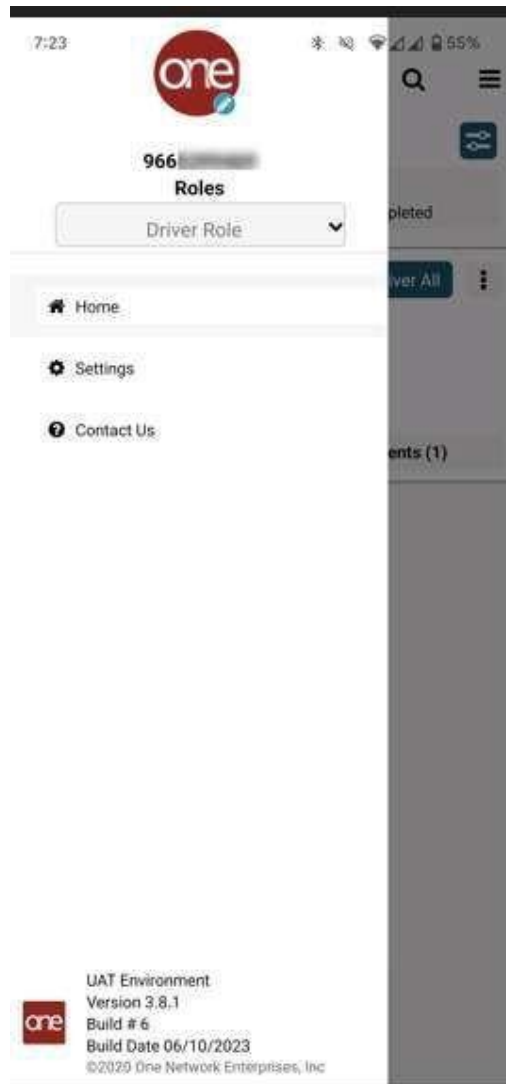 7:23
55%
one
966
Roles
Driver Role
pleted
iver All
Home
Settings
Contact Us
ents (1)
one
UAT Environment
Version 3.8.1
Build # 6
Build Date 06/10/2023
©2020 One Network Enterprises, Inc